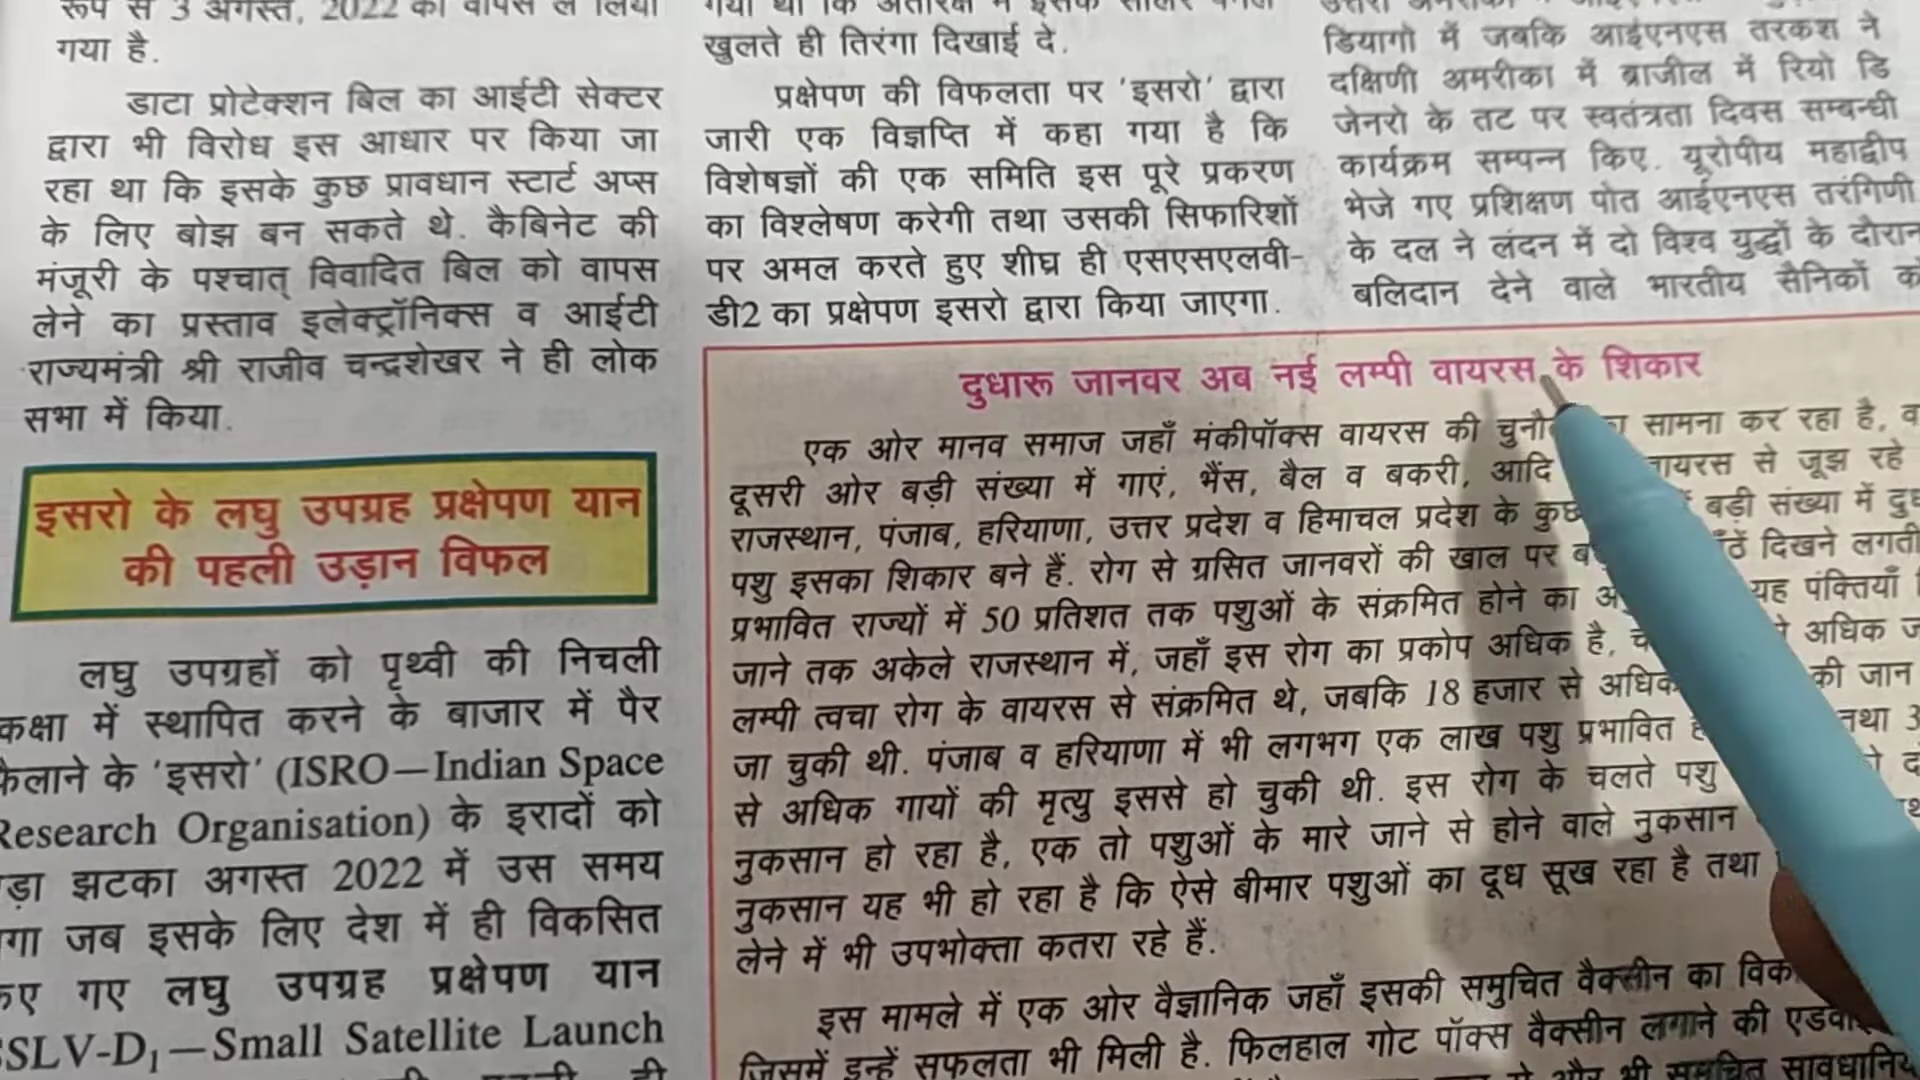 रूप से 3 अगस्त, 2022 को वापस ले लिया
गया है.
डाटा प्रोटेक्शन बिल का आईटी सेक्टर
द्वारा भी विरोध इस आधार पर किया जा
रहा था कि इसके कुछ प्रावधान स्टार्ट अप्स
के लिए बोझ बन सकते थे. कैबिनेट की
मंजूरी के पश्चात् विवादित बिल को वापस
लेने का प्रस्ताव इलेक्ट्रॉनिक्स व आईटी
राज्यमंत्री श्री राजीव चन्द्रशेखर ने ही लोक
सभा में किया.
इसरो के लघु उपग्रह प्रक्षेपण यान
की पहली उड़ान विफल
लघु उपग्रहों को पृथ्वी की निचली
कक्षा में स्थापित करने के बाजार में पैर
फैलाने के 'इसरो' (ISRO—Indian Space
Research Organisation) के इरादों को
झटका अगस्त 2022 में उस समय
जब इसके लिए देश में ही विकसित
गए लघु उपग्रह प्रक्षेपण यान
SLV-D1—Small Satellite Launch
खुलते ही तिरंगा दिखाई दे.
प्रक्षेपण की विफलता पर 'इसरो' द्वारा
जारी एक विज्ञप्ति में कहा गया है कि
विशेषज्ञों की एक समिति इस पूरे प्रकरण
का विश्लेषण करेगी तथा उसकी सिफारिशों
पर अमल करते हुए शीघ्र ही एसएसएलवी-
डी2 का प्रक्षेपण इसरो द्वारा किया जाएगा.
डियागो में जबकि आईएनएस तरकश ने
दक्षिणी अमरीका में ब्राजील में रियो डि
जेनरो के तट पर स्वतंत्रता दिवस सम्बन्धी
कार्यक्रम सम्पन्न किए. यूरोपीय महाद्वीप
भेजे गए प्रशिक्षण पोत आईएनएस तरंगिणी
के दल ने लंदन में दो विश्व युद्धों के दौरान
बलिदान देने वाले भारतीय सैनिकों
दुधारू जानवर अब नई लम्पी वायरस के शिकार
एक ओर मानव समाज जहाँ मंकीपॉक्स वायरस की सामना कर रहा है,
दूसरी ओर बड़ी संख्या में गाएं, भैंस, बैल व बकरी, आदि वायरस से जूझ रहे
राजस्थान, पंजाब, हरियाणा, उत्तर प्रदेश व हिमाचल प्रदेश के कुछ बड़ी संख्या में
पशु इसका शिकार बने हैं. रोग से ग्रसित जानवरों की खाल पर दिखने लगती
प्रभावित राज्यों में 50 प्रतिशत तक पशुओं के संक्रमित होने का यह पंक्तियाँ
जाने तक अकेले राजस्थान में, जहाँ इस रोग का प्रकोप अधिक है, अधिक
लम्पी त्वचा रोग के वायरस से संक्रमित थे, जबकि 18 हजार से अधिक की जान
जा चुकी थी. पंजाब व हरियाणा में भी लगभग एक लाख पशु प्रभावित तथा
से अधिक गायों की मृत्यु इससे हो चुकी थी. इस रोग के चलते पशु
नुकसान हो रहा है, एक तो पशुओं के मारे जाने से होने वाले नुकसान
नुकसान यह भी हो रहा है कि ऐसे बीमार पशुओं का दूध सूख रहा है तथा
लेने में भी उपभोक्ता कतरा रहे हैं.
इस मामले में एक ओर वैज्ञानिक जहाँ इसकी समुचित वैक्सीन का
जिसमें इन्हें सफलता भी मिली है. फिलहाल गोट पॉक्स वैक्सीन लगाने की
और भी समुचित